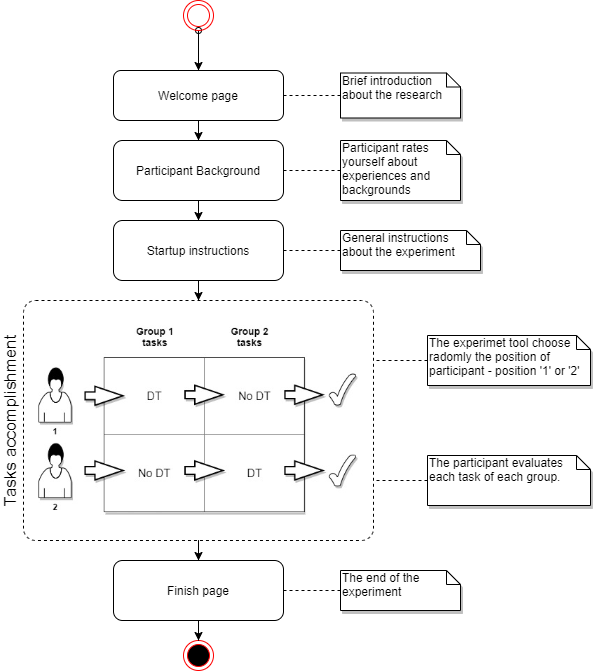 Welcome page
Brief introduction
about the research
Participant Background
Participant rates
yourself about
experiences and
backgrounds
Startup instructions
General instructions
about the experiment
Tasks accomplishment
Group 1
tasks
Group 2
tasks
1
DT
No DT
2
No DT
DT
The experimet tool choose
radomly the position of
participant - position '1' or '2'
The participant evaluates
each task of each group.
Finish page
The end of the
experiment